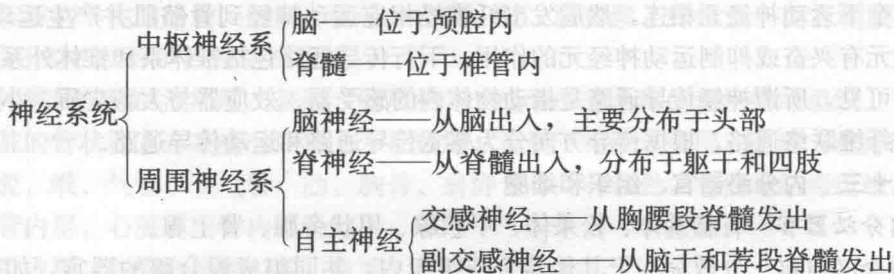 脑——位于颅腔内
中枢神经系
脊髓——位于椎管内
神经系统
脑神经——从脑出入，主要分布于头部
脊神经——从脊髓出入，分布于躯干和四肢
周围神经系
交感神经——从胸腰段脊髓发出
自主神经
副交感神经——从脑干和荐段脊髓发出